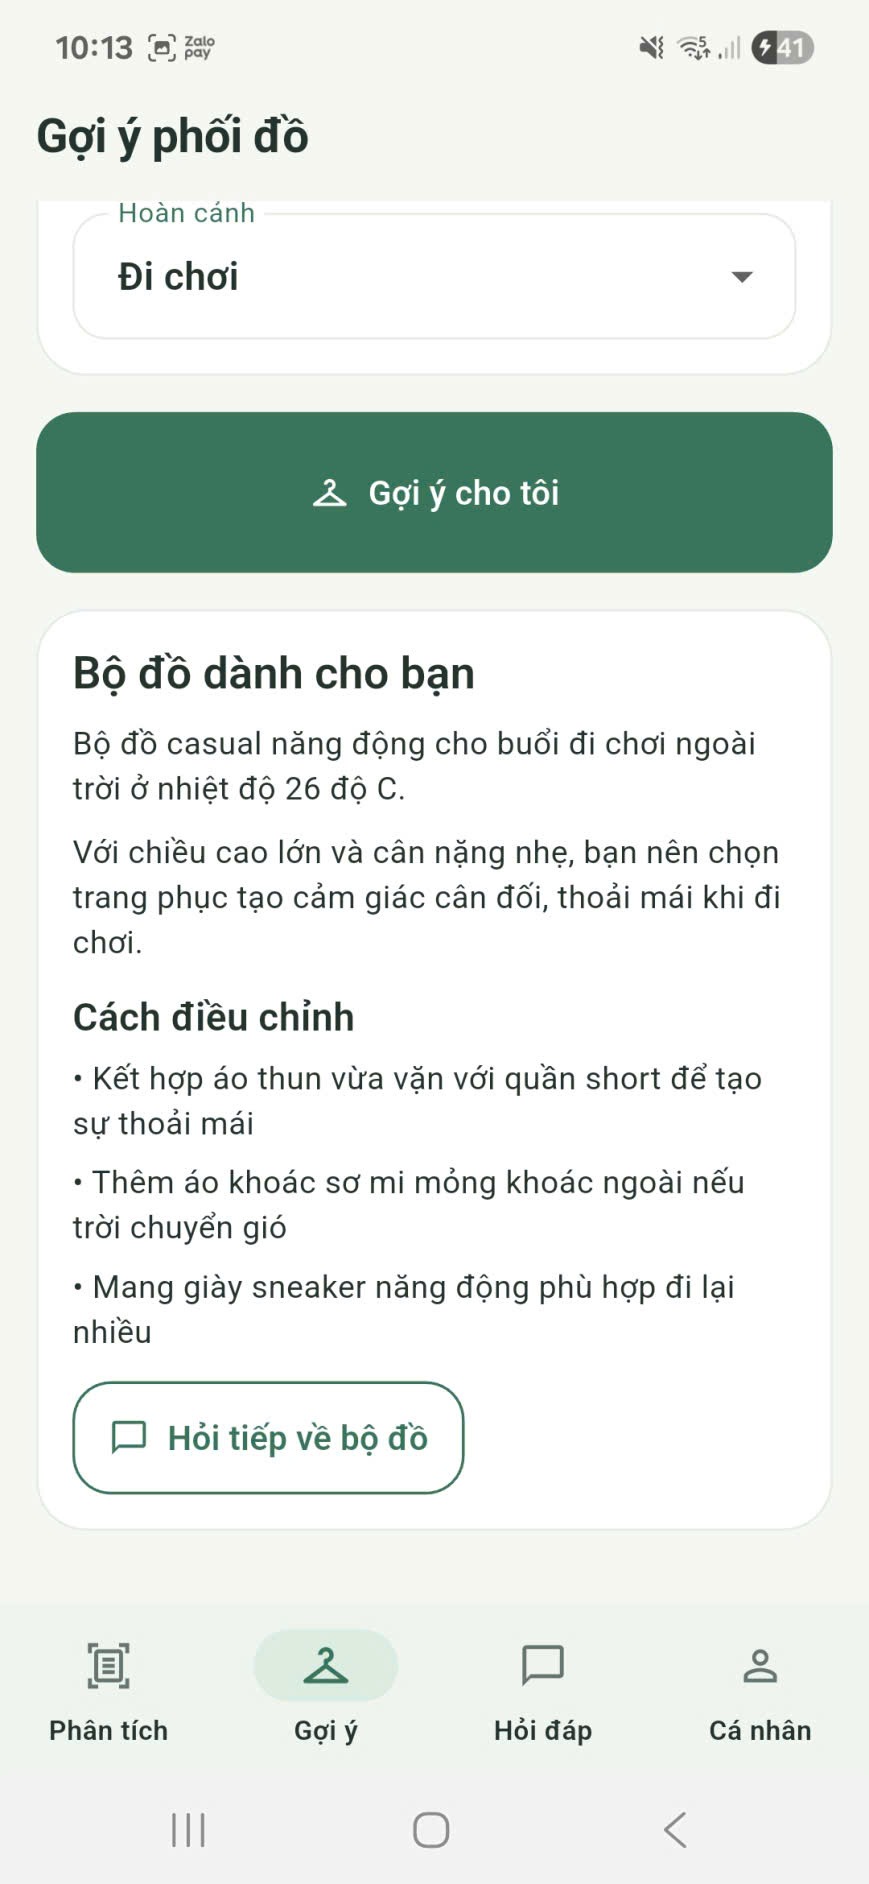 10:13 Zalo pay 5 41
Gợi ý phối đồ
Hoàn cảnh
Đi chơi
Gợi ý cho tôi
Bộ đồ dành cho bạn
Bộ đồ casual năng động cho buổi đi chơi ngoài
trời ở nhiệt độ 26 độ C.
Với chiều cao lớn và cân nặng nhẹ, bạn nên chọn
trang phục tạo cảm giác cân đối, thoải mái khi đi
chơi.
Cách điều chỉnh
• Kết hợp áo thun vừa vặn với quần short để tạo
sự thoải mái
• Thêm áo khoác sơ mi mỏng khoác ngoài nếu
trời chuyển gió
• Mang giày sneaker năng động phù hợp đi lại
nhiều
Hỏi tiếp về bộ đồ
Phân tích Gợi ý Hỏi đáp Cá nhân